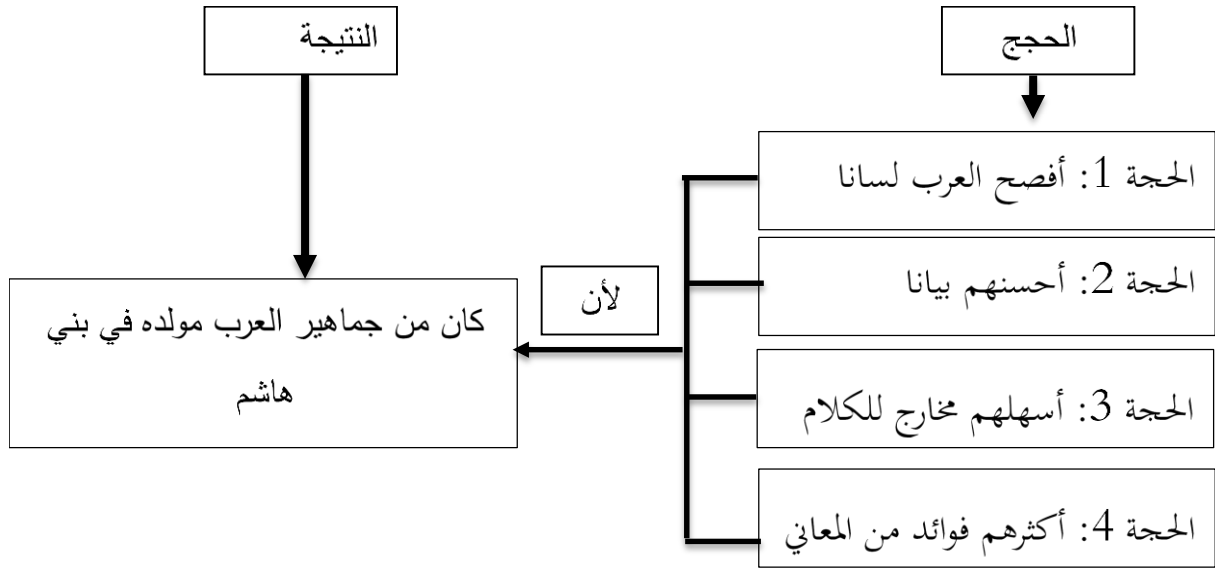 الحجج
النتيجة
الحجة 1: أفصح العرب لسانا
الحجة 2: أحسنهم بيانا
الحجة 3: أسهلهم مخارج للكلام
الحجة 4: أكثرهم فوائد من المعاني
لأن
كان من جماهير العرب مولده في بني
هاشم